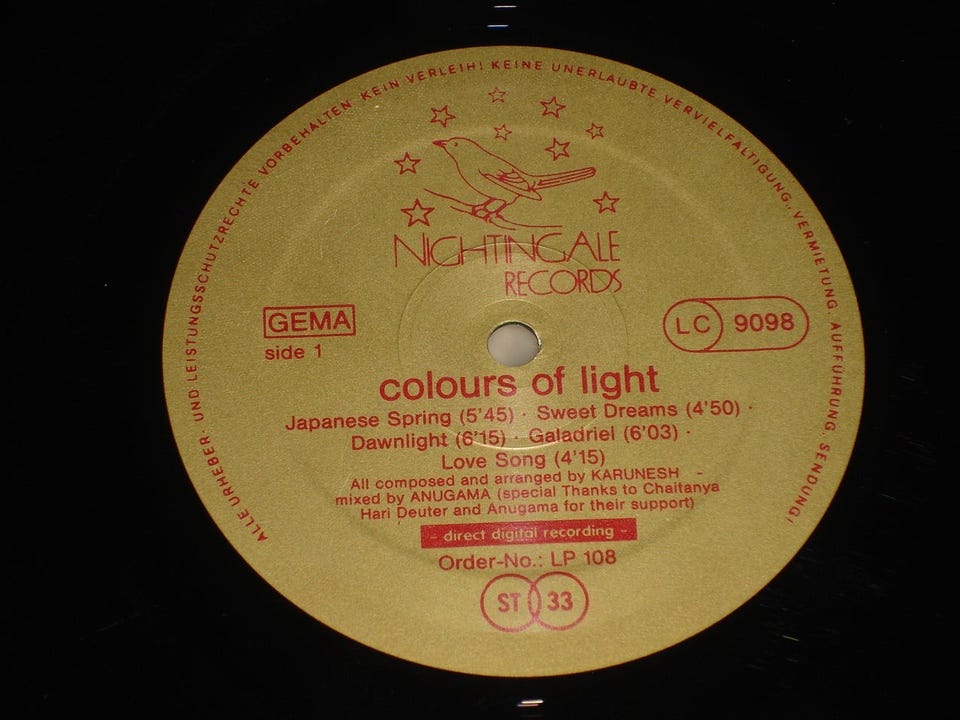 ALLE URHEBER- UND LEISTUNGSSCHUTZRECHTE VORBEHALTEN KEIN VERLEIH! KEINE UNERLAUBTE VERVIELFÄLTIGUNG, VERMIETUNG, AUFFÜHRUNG, SENDUNG!
NIGHTINGALE
RECORDS
GEMA
side 1
LC 9098
colours of light
Japanese Spring (5'45) · Sweet Dreams (4'50) ·
Dawnlight (6'15) · Galadriel (6'03) ·
Love Song (4'15)
All composed and arranged by KARUNESH -
mixed by ANUGAMA (special Thanks to Chaitanya
Hari Deuter and Anugama for their support)
- direct digital recording -
Order-No.: LP 108
ST 33